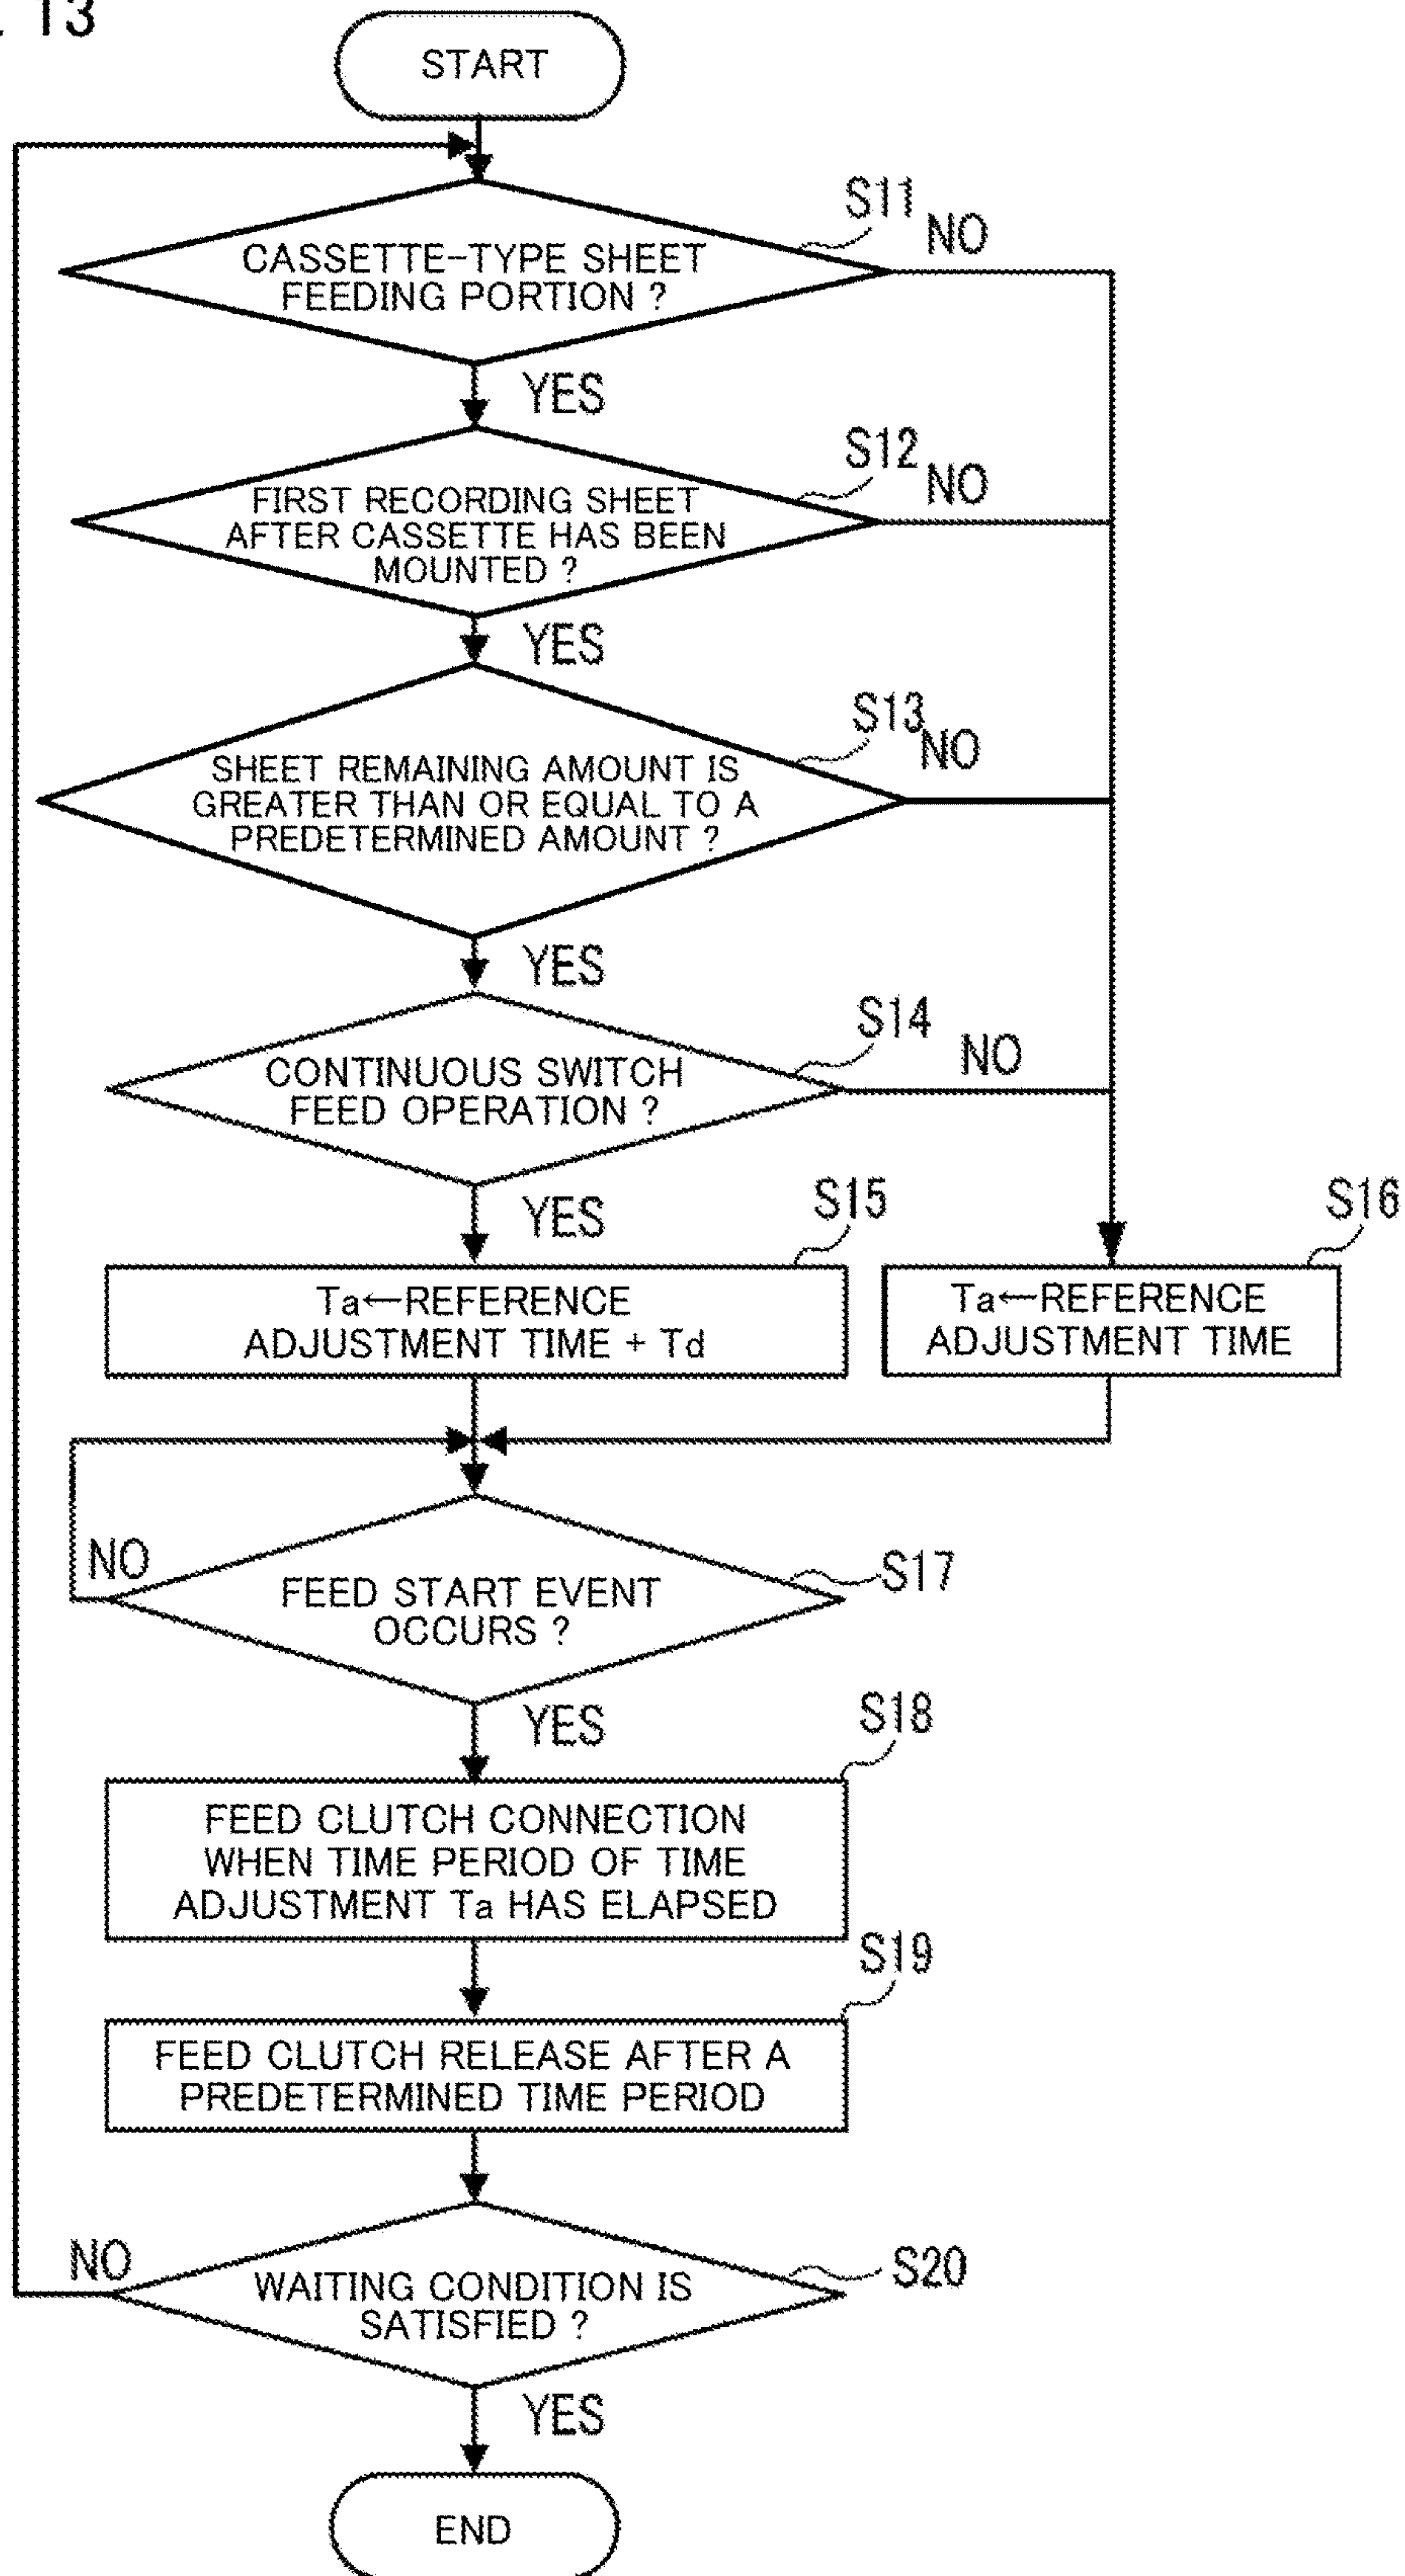 13
START
S11
NO
CASSETTE-TYPE SHEET
FEEDING PORTION ?
YES
S12
NO
FIRST RECORDING SHEET
AFTER CASSETTE HAS BEEN
MOUNTED ?
YES
S13
NO
SHEET REMAINING AMOUNT IS
GREATER THAN OR EQUAL TO A
PREDETERMINED AMOUNT ?
YES
S14
NO
CONTINUOUS SWITCH
FEED OPERATION ?
YES
S15
S16
Ta←REFERENCE
ADJUSTMENT TIME + Td
Ta←REFERENCE
ADJUSTMENT TIME
NO
S17
FEED START EVENT
OCCURS ?
YES
S18
FEED CLUTCH CONNECTION
WHEN TIME PERIOD OF TIME
ADJUSTMENT Ta HAS ELAPSED
S19
FEED CLUTCH RELEASE AFTER A
PREDETERMINED TIME PERIOD
NO
S20
WAITING CONDITION IS
SATISFIED ?
YES
END